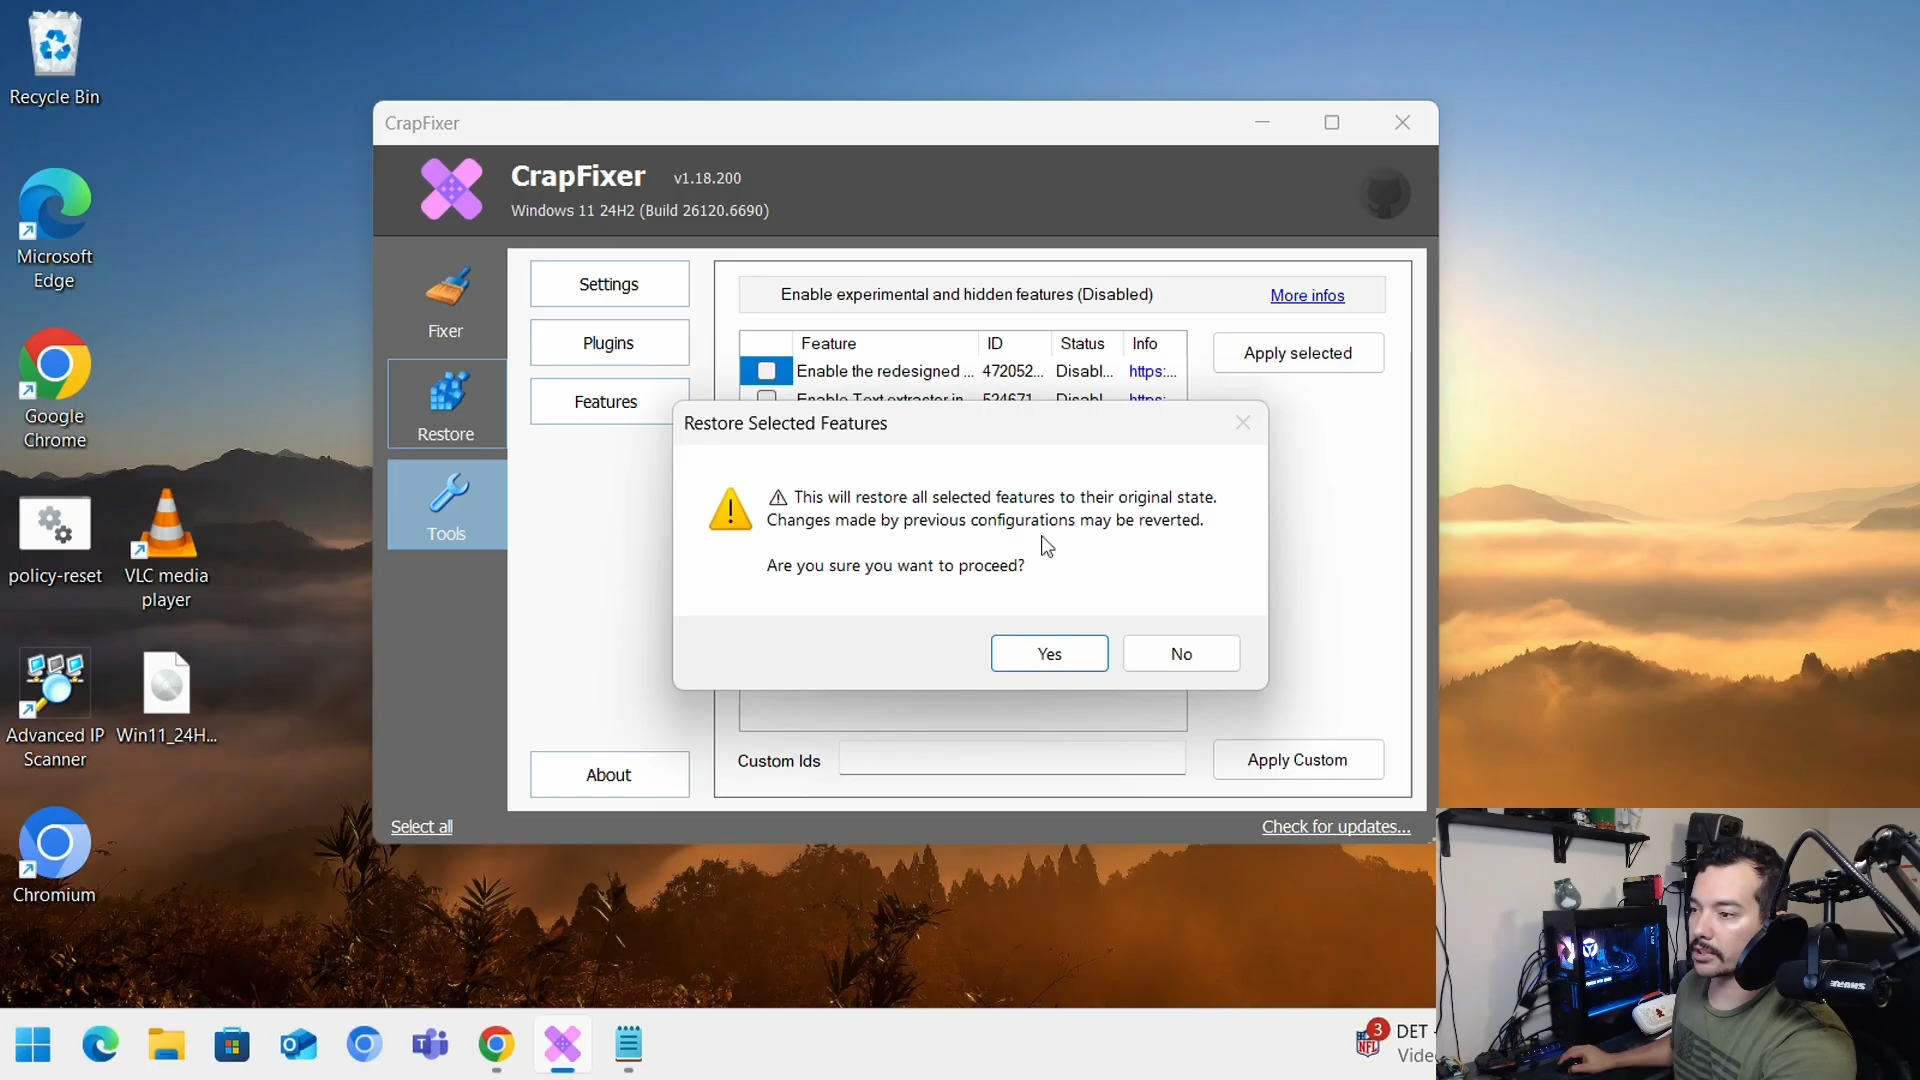 Recycle Bin
Microsoft
Edge
Google
Chrome
policy-reset
VLC media
player
Advanced IP
Scanner
Win11_24H...
Chromium
CrapFixer
CrapFixer
v1.18.200
Windows 11 24H2 (Build 26120.6690)
Fixer
Restore
Tools
Settings
Plugins
Features
About
Enable experimental and hidden features (Disabled)
More infos
Feature
ID
Status
Info
Enable the redesigned ...
472052...
Disabl...
https:...
Apply selected
Restore Selected Features
⚠ This will restore all selected features to their original state.
Changes made by previous configurations may be reverted.
Are you sure you want to proceed?
Yes
No
Custom Ids
Apply Custom
Select all
Check for updates...
3
NFL
DET -
Vide
SHURE